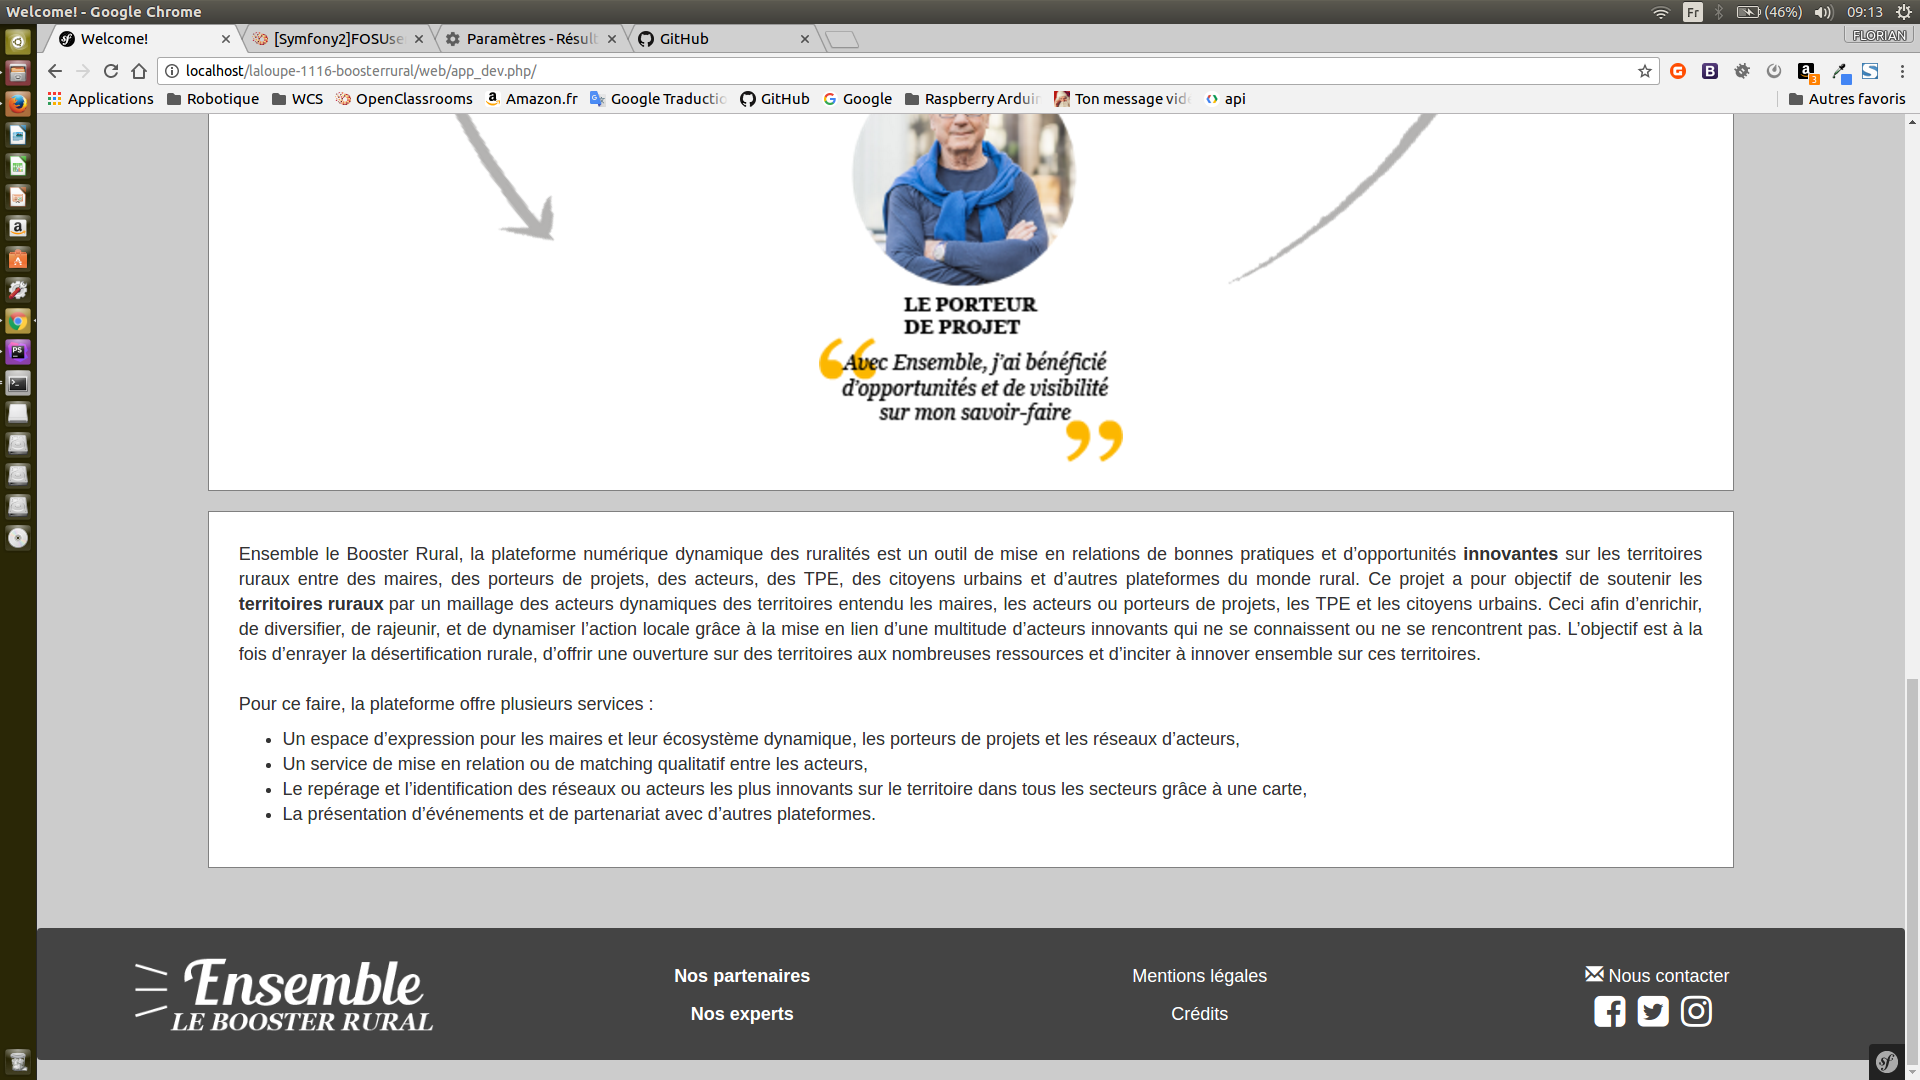 Welcome! - Google Chrome
Fr
(46%)
09:13
Welcome!
[Symfony2]FOSUse
Paramètres - Résult
GitHub
FLORIAN
localhost/laloupe-1116-boosterrural/web/app_dev.php/
Applications
Robotique
WCS
OpenClassrooms
Amazon.fr
Google Traductio
GitHub
Google
Raspberry Ardui
Ton message vid
api
Autres favoris
LE PORTEUR
DE PROJET
“Avec Ensemble, j’ai bénéficié
d’opportunités et de visibilité
sur mon savoir-faire”
Ensemble le Booster Rural, la plateforme numérique dynamique des ruralités est un outil de mise en relations de bonnes pratiques et d’opportunités innovantes sur les territoires
ruraux entre des maires, des porteurs de projets, des acteurs, des TPE, des citoyens urbains et d’autres plateformes du monde rural. Ce projet a pour objectif de soutenir les
territoires ruraux par un maillage des acteurs dynamiques des territoires entendu les maires, les acteurs ou porteurs de projets, les TPE et les citoyens urbains. Ceci afin d’enrichir,
de diversifier, de rajeunir, et de dynamiser l’action locale grâce à la mise en lien d’une multitude d’acteurs innovants qui ne se connaissent ou ne se rencontrent pas. L’objectif est à la
fois d’enrayer la désertification rurale, d’offrir une ouverture sur des territoires aux nombreuses ressources et d’inciter à innover ensemble sur ces territoires.
Pour ce faire, la plateforme offre plusieurs services :
• Un espace d’expression pour les maires et leur écosystème dynamique, les porteurs de projets et les réseaux d’acteurs,
• Un service de mise en relation ou de matching qualitatif entre les acteurs,
• Le repérage et l’identification des réseaux ou acteurs les plus innovants sur le territoire dans tous les secteurs grâce à une carte,
• La présentation d’événements et de partenariat avec d’autres plateformes.
Ensemble
LE BOOSTER RURAL
Nos partenaires
Nos experts
Mentions légales
Crédits
Nous contacter